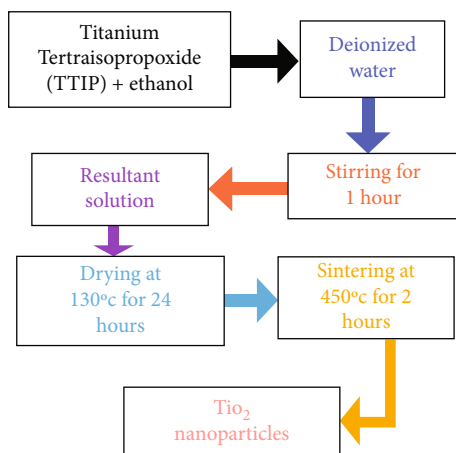 Titanium
Tertraisopropoxide
(TTIP) + ethanol
Deionized
water
Stirring for
1 hour
Resultant
solution
Drying at
130ºc for 24
hours
Sintering at
450ºc for 2
hours
Tio₂
nanoparticles